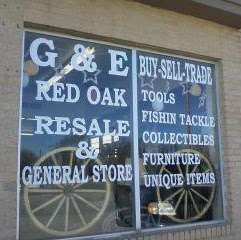 G & E
RED OAK
RESALE
&
GENERAL STORE
BUY-SELL-TRADE
TOOLS
FISHIN TACKLE
COLLECTIBLES
FURNITURE
UNIQUE ITEMS